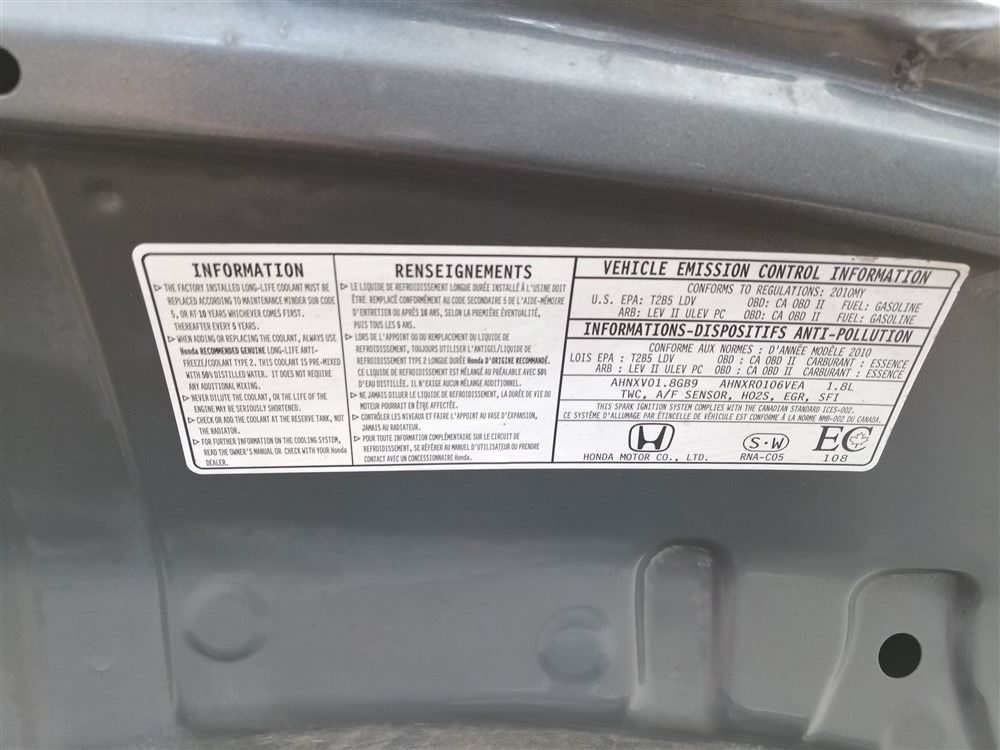 INFORMATION
▷ THE FACTORY INSTALLED LONG-LIFE COOLANT MUST BE
REPLACED ACCORDING TO MAINTENANCE MINDER SUB CODE
5, OR AT 10 YEARS WHICHEVER COMES FIRST.
THEREAFTER EVERY 5 YEARS.
▷ WHEN ADDING OR REPLACING THE COOLANT, ALWAYS USE
Honda RECOMMENDED GENUINE LONG-LIFE ANTI-
FREEZE/COOLANT TYPE 2. THIS COOLANT IS PRE-MIXED
WITH 50% DISTILLED WATER. IT DOES NOT REQUIRE
ANY ADDITIONAL MIXING.
▷ NEVER DILUTE THE COOLANT, OR THE LIFE OF THE
ENGINE MAY BE SERIOUSLY SHORTENED.
▷ CHECK OR ADD THE COOLANT AT THE RESERVE TANK, NOT
THE RADIATOR.
▷ FOR FURTHER INFORMATION ON THE COOLING SYSTEM,
READ THE OWNER'S MANUAL OR CHECK WITH YOUR Honda
DEALER.
RENSEIGNEMENTS
▷ LE LIQUIDE DE REFROIDISSEMENT LONGUE DURÉE INSTALLÉ À L'USINE DOIT
ÊTRE REMPLACÉ CONFORMÉMENT AU CODE SECONDAIRE 5 DE L'AIDE-MÉMOIRE
D'ENTRETIEN OU APRÈS 10 ANS, SELON LA PREMIÈRE ÉVENTUALITÉ,
PUIS TOUS LES 5 ANS.
▷ LORS DE L'APPOINT OU DU REMPLACEMENT DU LIQUIDE DE
REFROIDISSEMENT, TOUJOURS UTILISER L'ANTIGEL/LIQUIDE DE
REFROIDISSEMENT TYPE 2 LONGUE DURÉE Honda D'ORIGINE RECOMMANDÉ.
CE LIQUIDE DE REFROIDISSEMENT EST MÉLANGÉ AU PRÉALABLE AVEC 50%
D'EAU DISTILLÉE. IL N'EXIGE AUCUN MÉLANGE ADDITIONNEL.
▷ NE JAMAIS DILUER LE LIQUIDE DE REFROIDISSEMENT, LA DURÉE DE VIE DU
MOTEUR POURRAIT EN ÊTRE AFFECTÉE.
▷ CONTRÔLER LES NIVEAUX ET FAIRE L'APPOINT AU VASE D'EXPANSION,
JAMAIS AU RADIATEUR.
▷ POUR TOUTE INFORMATION COMPLÉMENTAIRE SUR LE CIRCUIT DE
REFROIDISSEMENT, SE RÉFÉRER AU MANUEL D'UTILISATEUR OU PRENDRE
CONTACT AVEC UN CONCESSIONNAIRE Honda.
VEHICLE EMISSION CONTROL INFORMATION
CONFORMS TO REGULATIONS: 2010MY
U.S. EPA: T2B5 LDV OBD: CA OBD II FUEL: GASOLINE
ARB: LEV II ULEV PC OBD: CA OBD II FUEL: GASOLINE
INFORMATIONS-DISPOSITIFS ANTI-POLLUTION
CONFORME AUX NORMES : D'ANNÉE MODÈLE 2010
LOIS EPA : T2B5 LDV OBD : CA OBD II CARBURANT : ESSENCE
ARB : LEV II ULEV PC OBD : CA OBD II CARBURANT : ESSENCE
AHNXV01.8GB9 AHNXR0106VEA 1.8L
TWC, A/F SENSOR, HO2S, EGR, SFI
THIS SPARK IGNITION SYSTEM COMPLIES WITH THE CANADIAN STANDARD ICES-002.
CE SYSTÈME D'ALLUMAGE PAR ÉTINCELLE DE VÉHICULE EST CONFORME À LA NORME NMB-002 DU CANADA.
HONDA MOTOR CO., LTD.
S·W
RNA-C05
EC
108